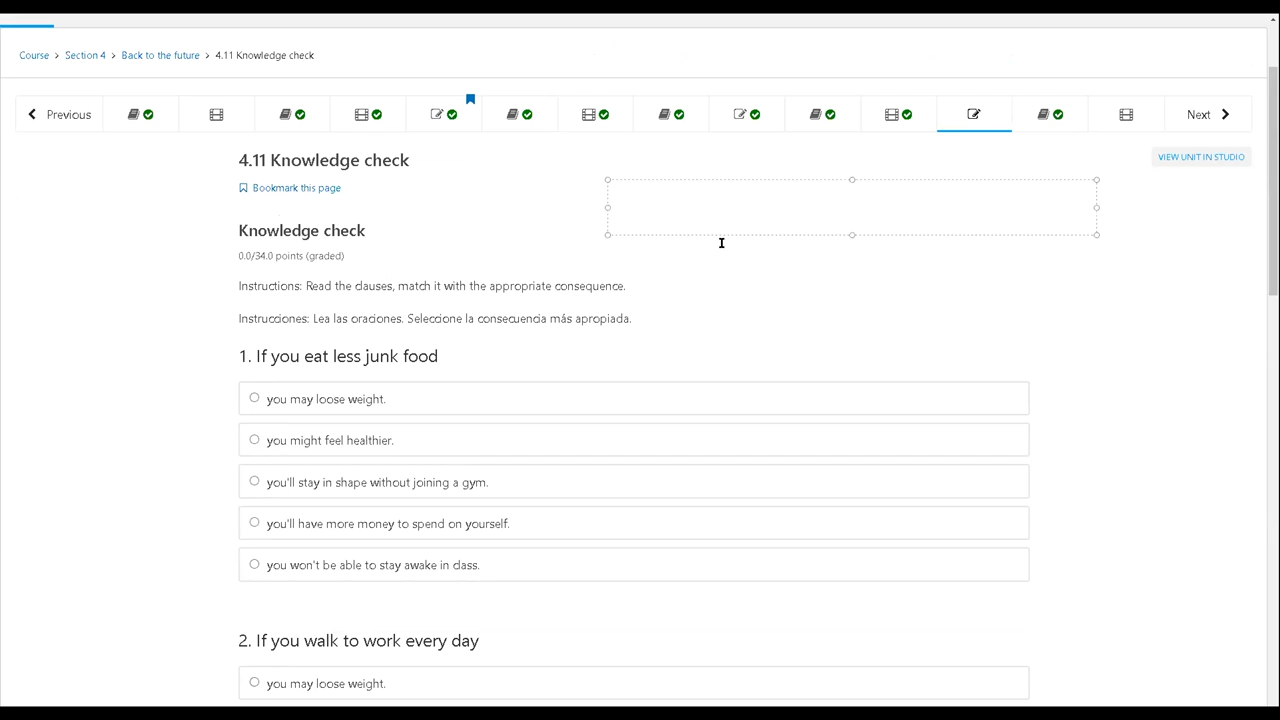 Course > Section 4 > Back to the future > 4.11 Knowledge check
Previous
Next
4.11 Knowledge check
VIEW UNIT IN STUDIO
Bookmark this page
Knowledge check
0.0/34.0 points (graded)
Instructions: Read the clauses, match it with the appropriate consequence.
Instrucciones: Lea las oraciones. Seleccione la consecuencia más apropiada.
1. If you eat less junk food
you may loose weight.
you might feel healthier.
you'll stay in shape without joining a gym.
you'll have more money to spend on yourself.
you won't be able to stay awake in class.
2. If you walk to work every day
you may loose weight.